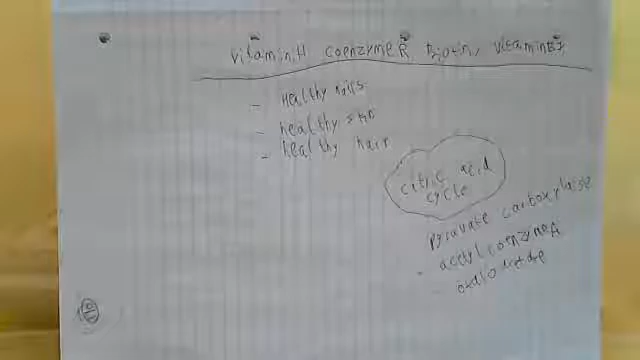 vitamin H coenzyme R, Biotin, vitamin B7
- Healthy nails
- healthy skin
- healthy hair
citric acid
cycle
pyruvate carboxylase
- acetyl coenzyme A
- oxaloacetate